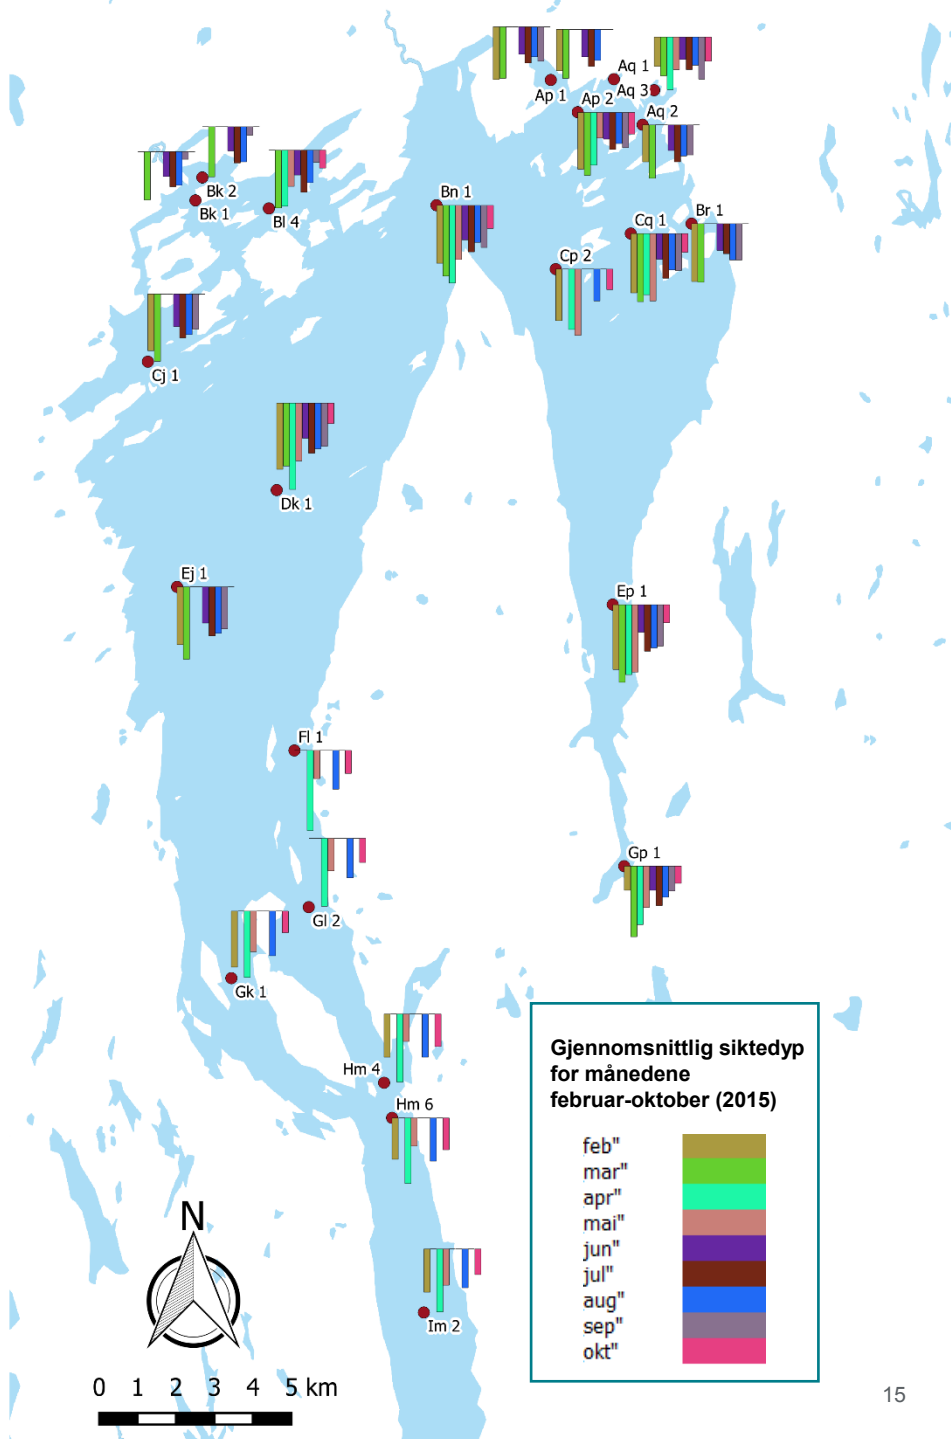 Aq 1
Ap 1
Ap 2
Aq 3
Aq 2
Bk 2
Bk 1
Bl 4
Bn 1
Br 1
Cq 1
Cp 2
Cj 1
Dk 1
Ej 1
Ep 1
Fl 1
Gp 1
Gl 2
Gk 1
Hm 4
Hm 6
Im 2
Gjennomsnittlig siktedyp
for månedene
februar-oktober (2015)
feb"
mar"
apr"
mai"
jun"
jul"
aug"
sep"
okt"
N
0 1 2 3 4 5 km
15